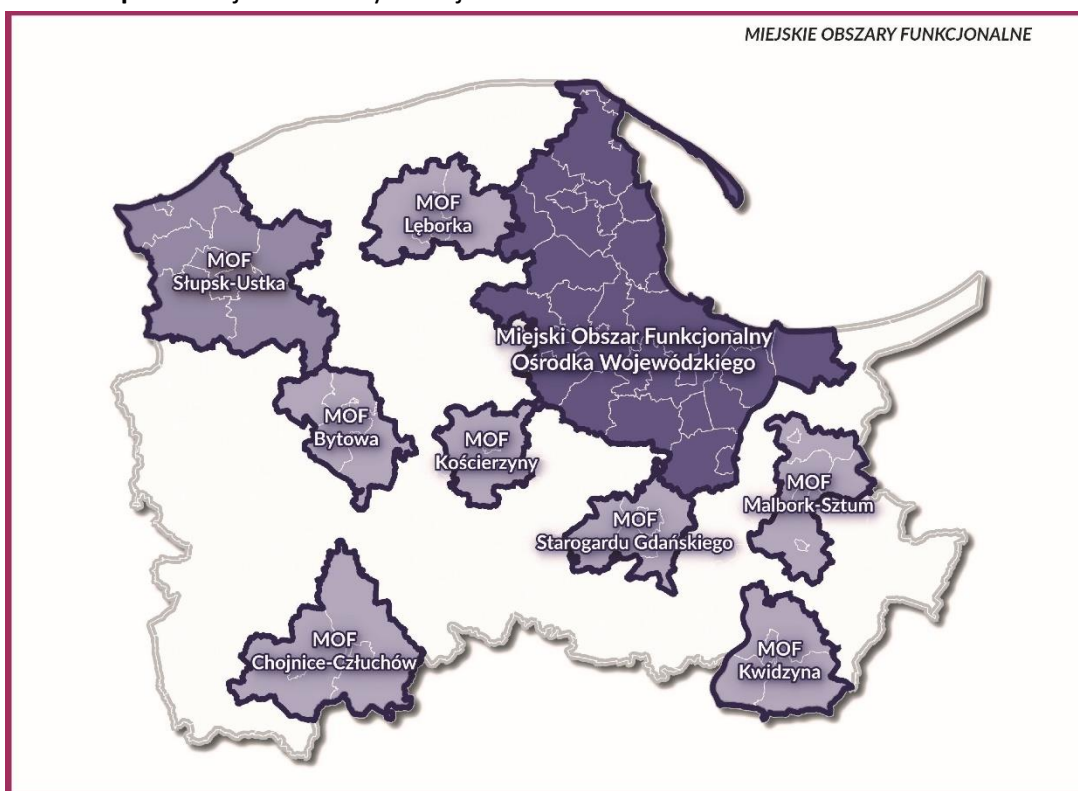 MIEJSKIE OBSZARY FUNKCJONALNE
MOF
Lęborka
MOF
Słupsk-Ustka
Miejski Obszar Funkcjonalny
Ośrodka Wojewódzkiego
MOF
Bytowa
MOF
Kościerzyny
MOF
Malbork-Sztum
MOF
Starogardu Gdańskiego
MOF
Chojnice-Człuchów
MOF
Kwidzyna